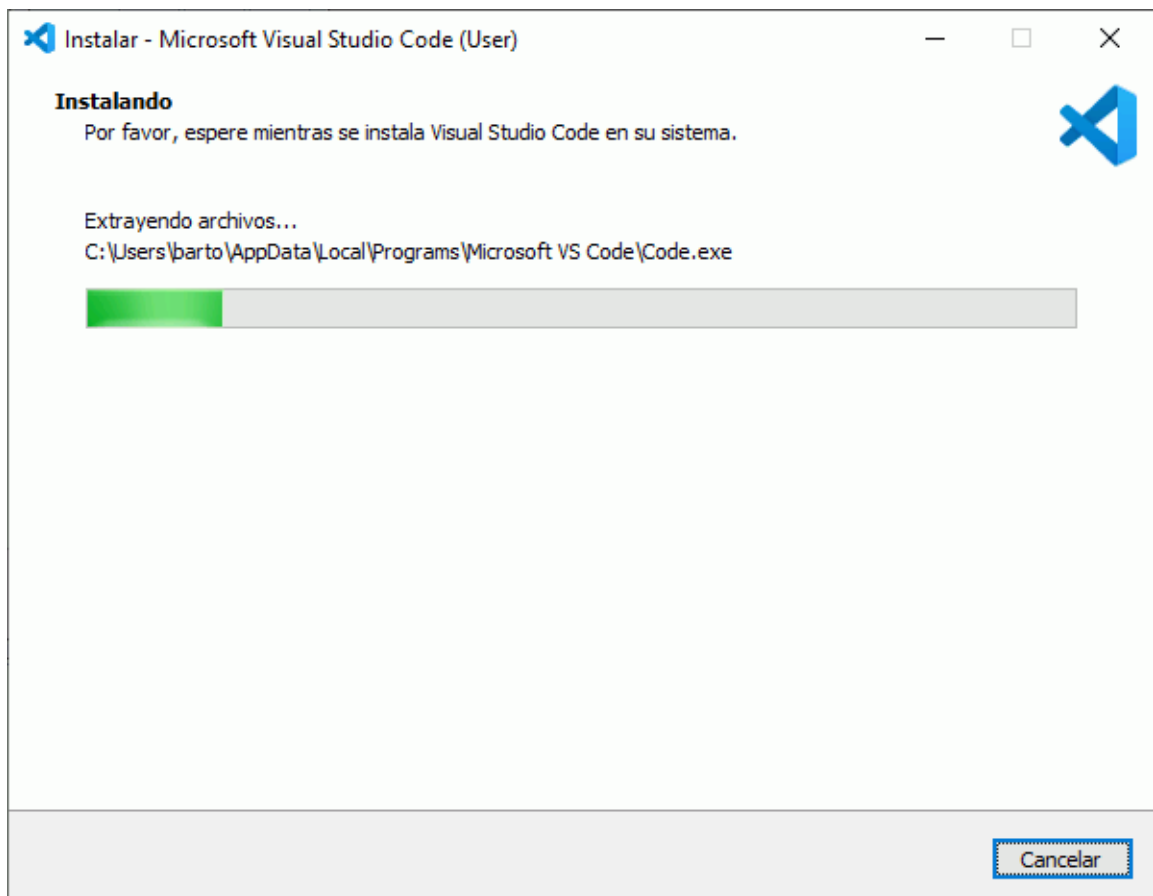 Instalar - Microsoft Visual Studio Code (User)
Instalando
Por favor, espere mientras se instala Visual Studio Code en su sistema.
Extrayendo archivos...
C:\Users\barto\AppData\Local\Programs\Microsoft VS Code\Code.exe
Cancelar